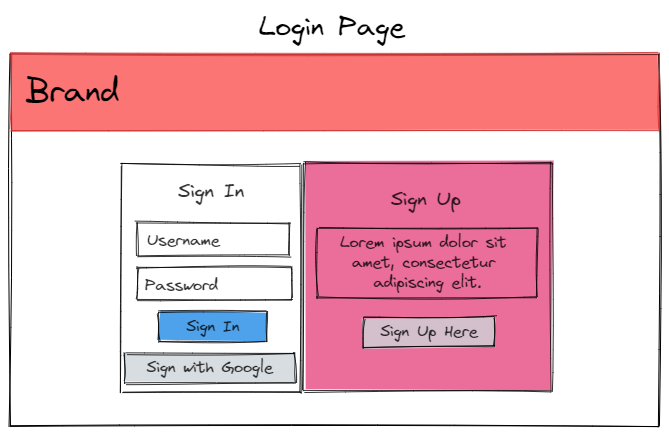 Login Page
Brand
Sign In
Username
Password
Sign In
Sign with Google
Sign Up
Lorem ipsum dolor sit
amet, consectetur
adipiscing elit.
Sign Up Here